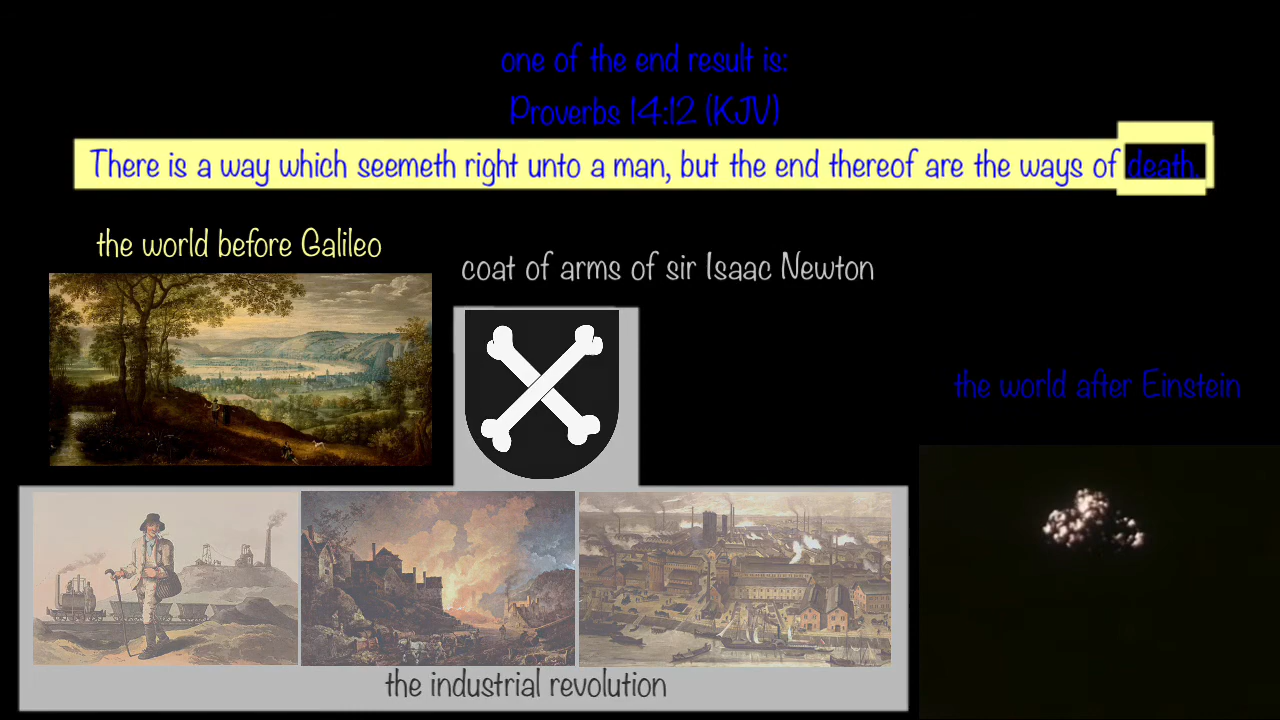 one of the end result is:
Proverbs 14:12 (KJV)
There is a way which seemeth right unto a man, but the end thereof are the ways of death.
the world before Galileo
coat of arms of sir Isaac Newton
the world after Einstein
the industrial revolution